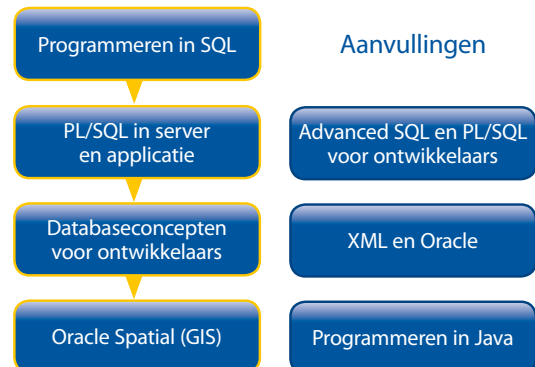 Programmeren in SQL
Aanvullingen
PL/SQL in server
en applicatie
Advanced SQL en PL/SQL
voor ontwikkelaars
Databaseconcepten
voor ontwikkelaars
XML en Oracle
Oracle Spatial (GIS)
Programmeren in Java